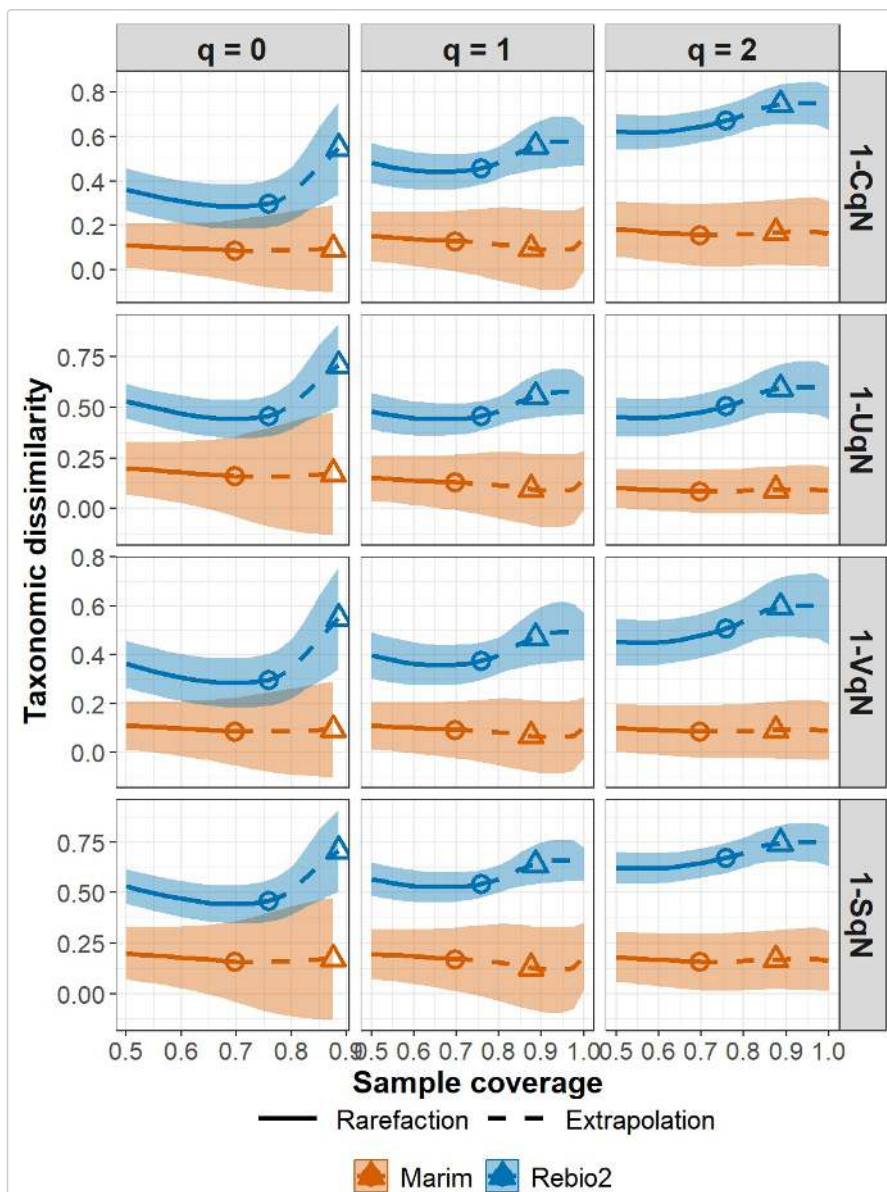 q = 0 q = 1 q = 2
0.8
0.6
0.4
0.2
0.0
1-CqN
0.75
0.50
0.25
0.00
1-UqN
Taxonomic dissimilarity
0.8
0.6
0.4
0.2
0.0
1-VqN
0.75
0.50
0.25
0.00
1-SqN
0.5 0.6 0.7 0.8 0.9 0.5 0.6 0.7 0.8 0.9 1.0 0.5 0.6 0.7 0.8 0.9 1.0
Sample coverage
Rarefaction Extrapolation
Marim Rebio2